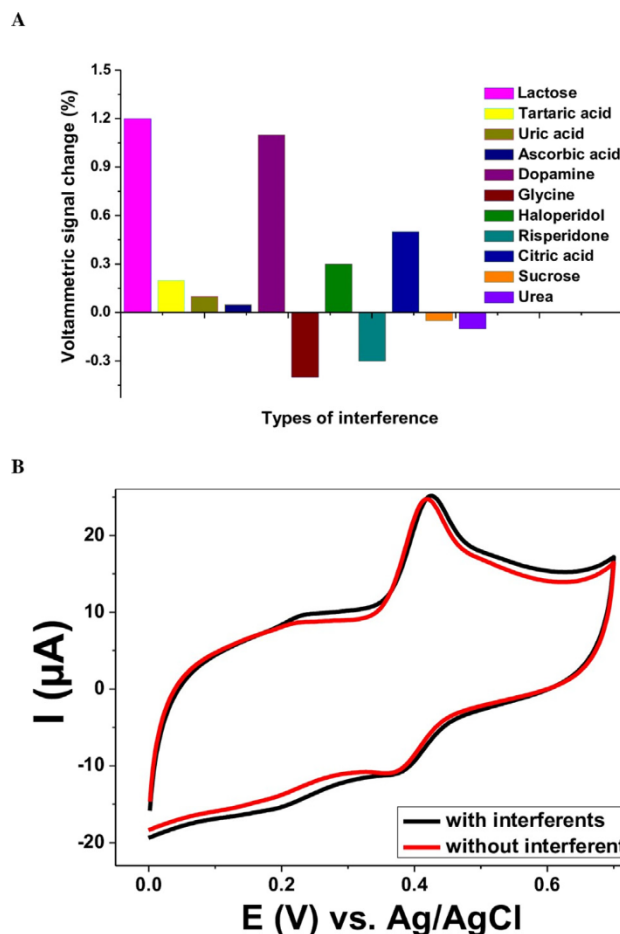 A
Voltammetric signal change (%)
1.5
1.2
0.9
0.6
0.3
0.0
-0.3
Lactose
Tartaric acid
Uric acid
Ascorbic acid
Dopamine
Glycine
Haloperidol
Risperidone
Citric acid
Sucrose
Urea
Types of interference
B
I (µA)
20
10
0
-10
-20
with interferents
without interferent
0.0 0.2 0.4 0.6
E (V) vs. Ag/AgCl